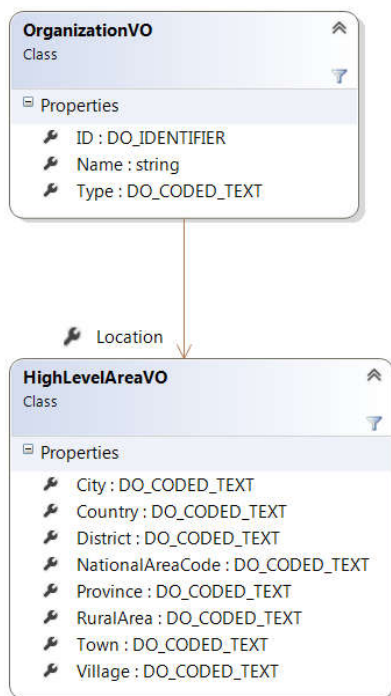 OrganizationVO
Class
Properties
ID : DO_IDENTIFIER
Name : string
Type : DO_CODED_TEXT
Location
HighLevelAreaVO
Class
Properties
City : DO_CODED_TEXT
Country : DO_CODED_TEXT
District : DO_CODED_TEXT
NationalAreaCode : DO_CODED_TEXT
Province : DO_CODED_TEXT
RuralArea : DO_CODED_TEXT
Town : DO_CODED_TEXT
Village : DO_CODED_TEXT